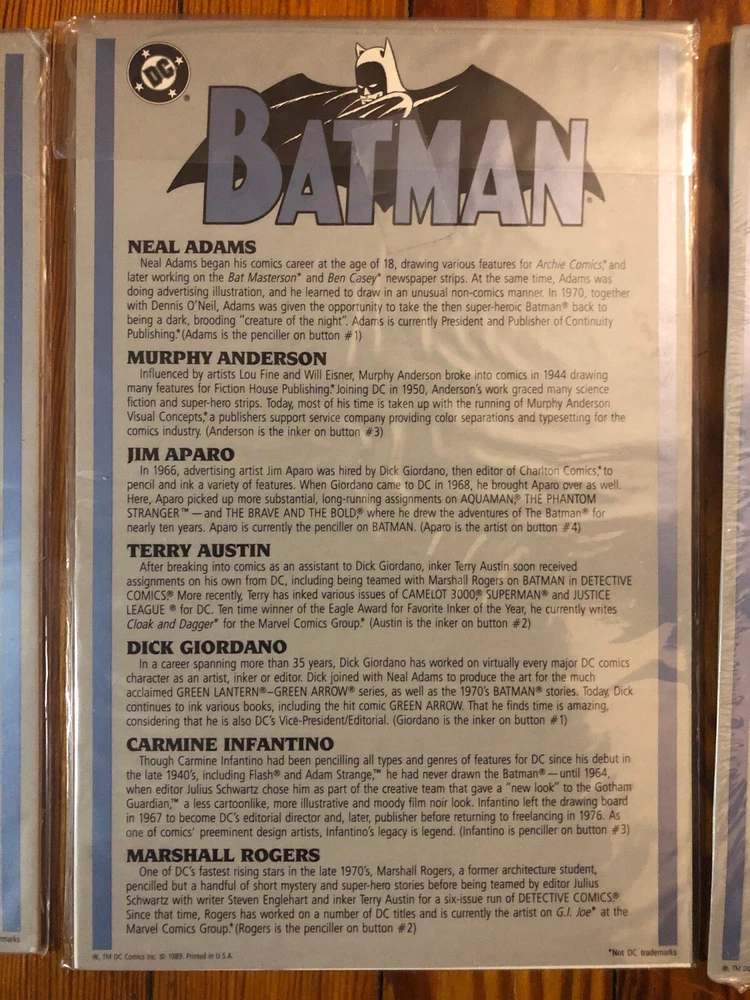 DC
®
BATMAN
NEAL ADAMS
Neal Adams began his comics career at the age of 18, drawing various features for Archie Comics,* and
later working on the Bat Masterson* and Ben Casey* newspaper strips. At the same time, Adams was
doing advertising illustration, and he learned to draw in an unusual non-comics manner. In 1970, together
with Dennis O'Neil, Adams was given the opportunity to take the then super-heroic Batman® back to
being a dark, brooding "creature of the night". Adams is currently President and Publisher of Continuity
Publishing.* (Adams is the penciller on button #1)
MURPHY ANDERSON
Influenced by artists Lou Fine and Will Eisner, Murphy Anderson broke into comics in 1944 drawing
many features for Fiction House Publishing.* Joining DC in 1950, Anderson's work graced many science
fiction and super-hero strips. Today, most of his time is taken up with the running of Murphy Anderson
Visual Concepts,* a publishers support service company providing color separations and typesetting for the
comics industry. (Anderson is the inker on button #3)
JIM APARO
In 1966, advertising artist Jim Aparo was hired by Dick Giordano, then editor of Charlton Comics,* to
pencil and ink a variety of features. When Giordano came to DC in 1968, he brought Aparo over as well.
Here, Aparo picked up more substantial, long-running assignments on AQUAMAN,® THE PHANTOM
STRANGER™—and THE BRAVE AND THE BOLD,® where he drew the adventures of The Batman® for
nearly ten years. Aparo is currently the penciller on BATMAN. (Aparo is the artist on button #4)
TERRY AUSTIN
After breaking into comics as an assistant to Dick Giordano, inker Terry Austin soon received
assignments on his own from DC, including being teamed with Marshall Rogers on BATMAN in DETECTIVE
COMICS.® More recently, Terry has inked various issues of CAMELOT 3000,® SUPERMAN® and JUSTICE
LEAGUE ® for DC. Ten time winner of the Eagle Award for Favorite Inker of the Year, he currently writes
Cloak and Dagger* for the Marvel Comics Group.* (Austin is the inker on button #2)
DICK GIORDANO
In a career spanning more than 35 years, Dick Giordano has worked on virtually every major DC comics
character as an artist, inker or editor. Dick joined with Neal Adams to produce the art for the much
acclaimed GREEN LANTERN®–GREEN ARROW® series, as well as the 1970's BATMAN® stories. Today, Dick
continues to ink various books, including the hit comic GREEN ARROW. That he finds time is amazing,
considering that he is also DC's Vice-President/Editorial. (Giordano is the inker on button #1)
CARMINE INFANTINO
Though Carmine Infantino had been pencilling all types and genres of features for DC since his debut in
the late 1940's, including Flash® and Adam Strange,™ he had never drawn the Batman®—until 1964,
when editor Julius Schwartz chose him as part of the creative team that gave a "new look" to the Gotham
Guardian,™ a less cartoonlike, more illustrative and moody film noir look. Infantino left the drawing board
in 1967 to become DC's editorial director and, later, publisher before returning to freelancing in 1976. As
one of comics' preeminent design artists, Infantino's legacy is legend. (Infantino is penciller on button #3)
MARSHALL ROGERS
One of DC's fastest rising stars in the late 1970's, Marshall Rogers, a former architecture student,
pencilled but a handful of short mystery and super-hero stories before being teamed by editor Julius
Schwartz with writer Steven Englehart and inker Terry Austin for a six-issue run of DETECTIVE COMICS.®
Since that time, Rogers has worked on a number of DC titles and is currently the artist on G.I. Joe* at the
Marvel Comics Group.* (Rogers is the penciller on button #2)
®, TM DC Comics Inc. © 1989. Printed in U.S.A.
*Not DC trademarks